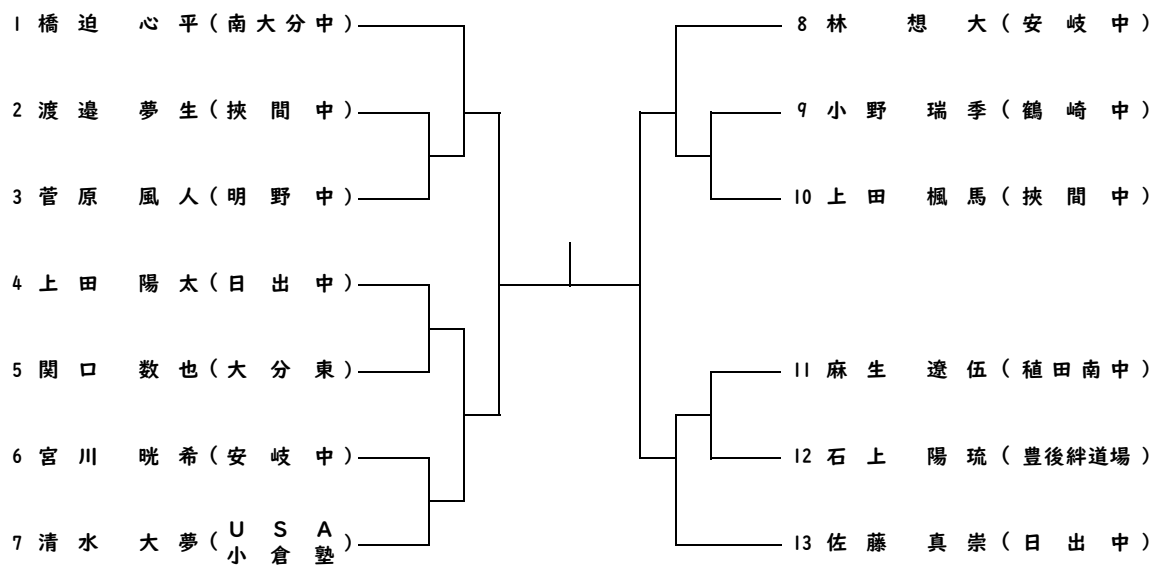 1 橋迫 心平(南大分中)
2 渡邉 夢生(挾間中)
3 菅原 風人(明野中)
4 上田 陽太(日出中)
5 関口 数也(大分東)
6 宮川 晄希(安岐中)
7 清水 大夢(USA小倉塾)
8 林 想大(安岐中)
9 小野 瑞季(鶴崎中)
10 上田 楓馬(挾間中)
11 麻生 遼伍(稙田南中)
12 石上 陽琉(豊後絆道場)
13 佐藤 真崇(日出中)